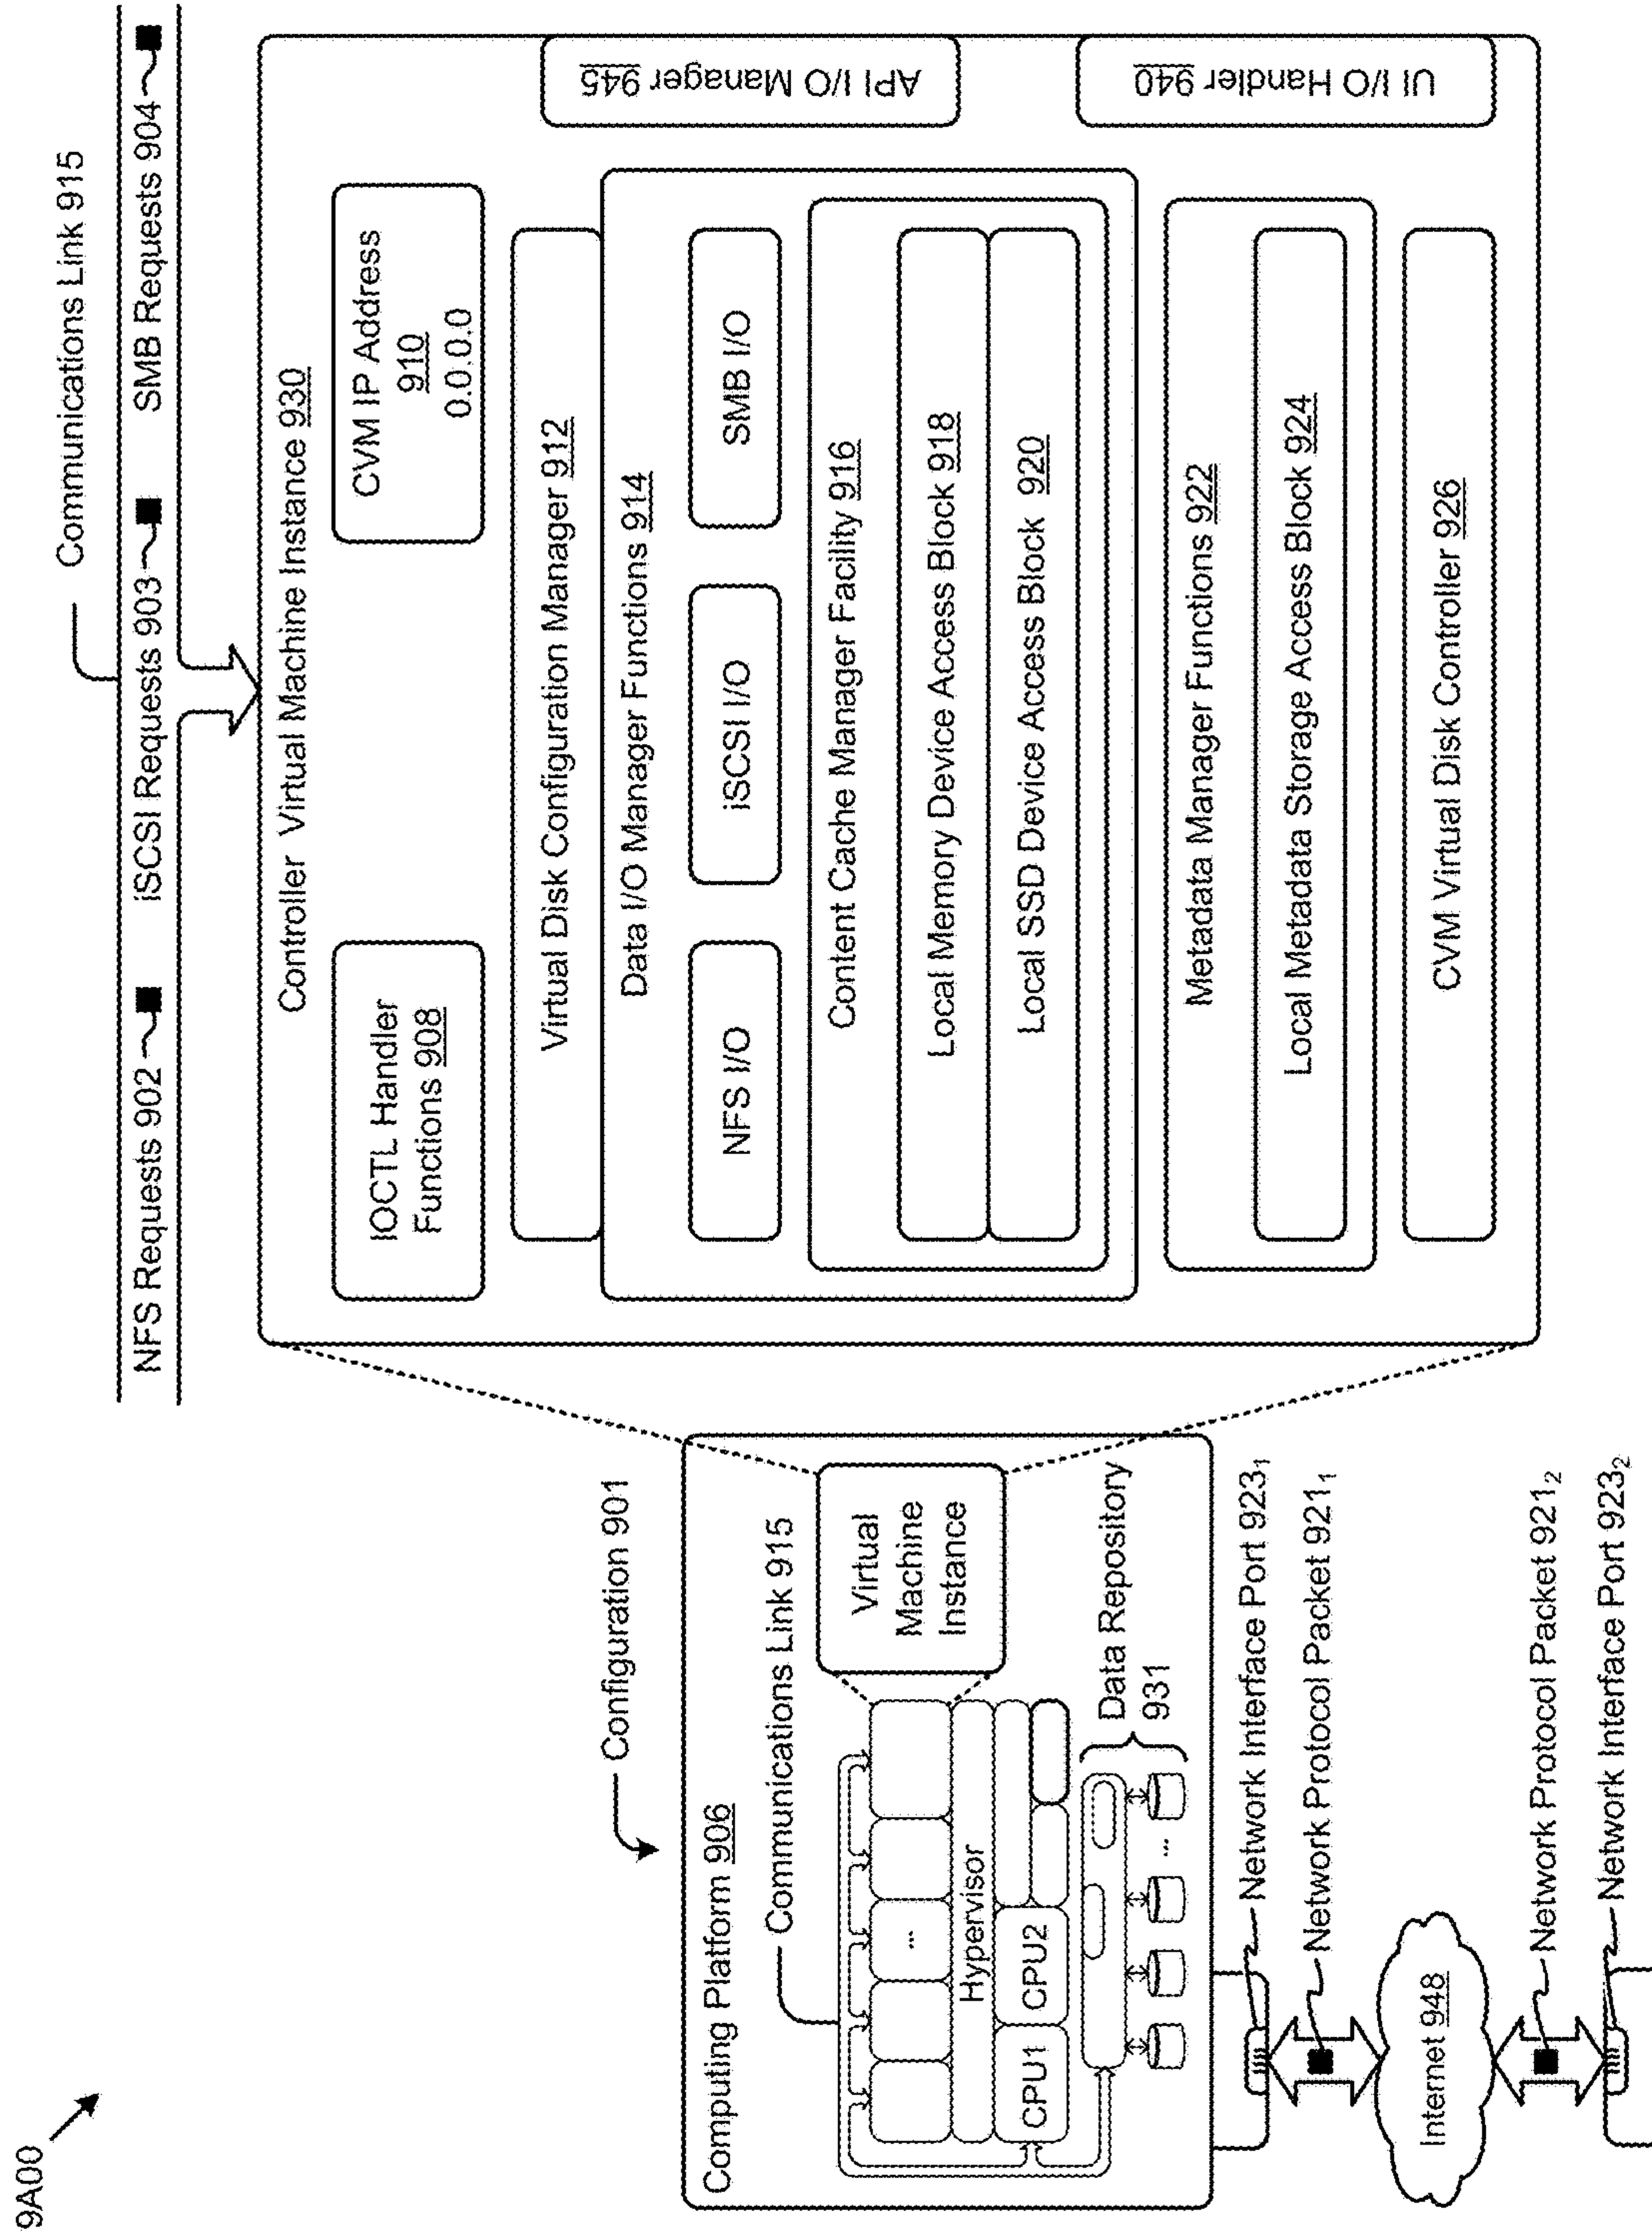 9A00
Communications Link 915
NFS Requests 902
iSCSI Requests 903
SMB Requests 904
Configuration 901
Computing Platform 906
Communications Link 915
...
Hypervisor
CPU1
CPU2
...
Virtual
Machine
Instance
Data Repository
931
Network Interface Port 923₁
Network Protocol Packet 921₁
Internet 948
Network Protocol Packet 921₂
Network Interface Port 923₂
Controller Virtual Machine Instance 930
IOCTL Handler
Functions 908
CVM IP Address
910
0.0.0.0
Virtual Disk Configuration Manager 912
Data I/O Manager Functions 914
NFS I/O
iSCSI I/O
SMB I/O
Content Cache Manager Facility 916
Local Memory Device Access Block 918
Local SSD Device Access Block 920
Metadata Manager Functions 922
Local Metadata Storage Access Block 924
CVM Virtual Disk Controller 926
API I/O Manager 945
UI I/O Handler 940